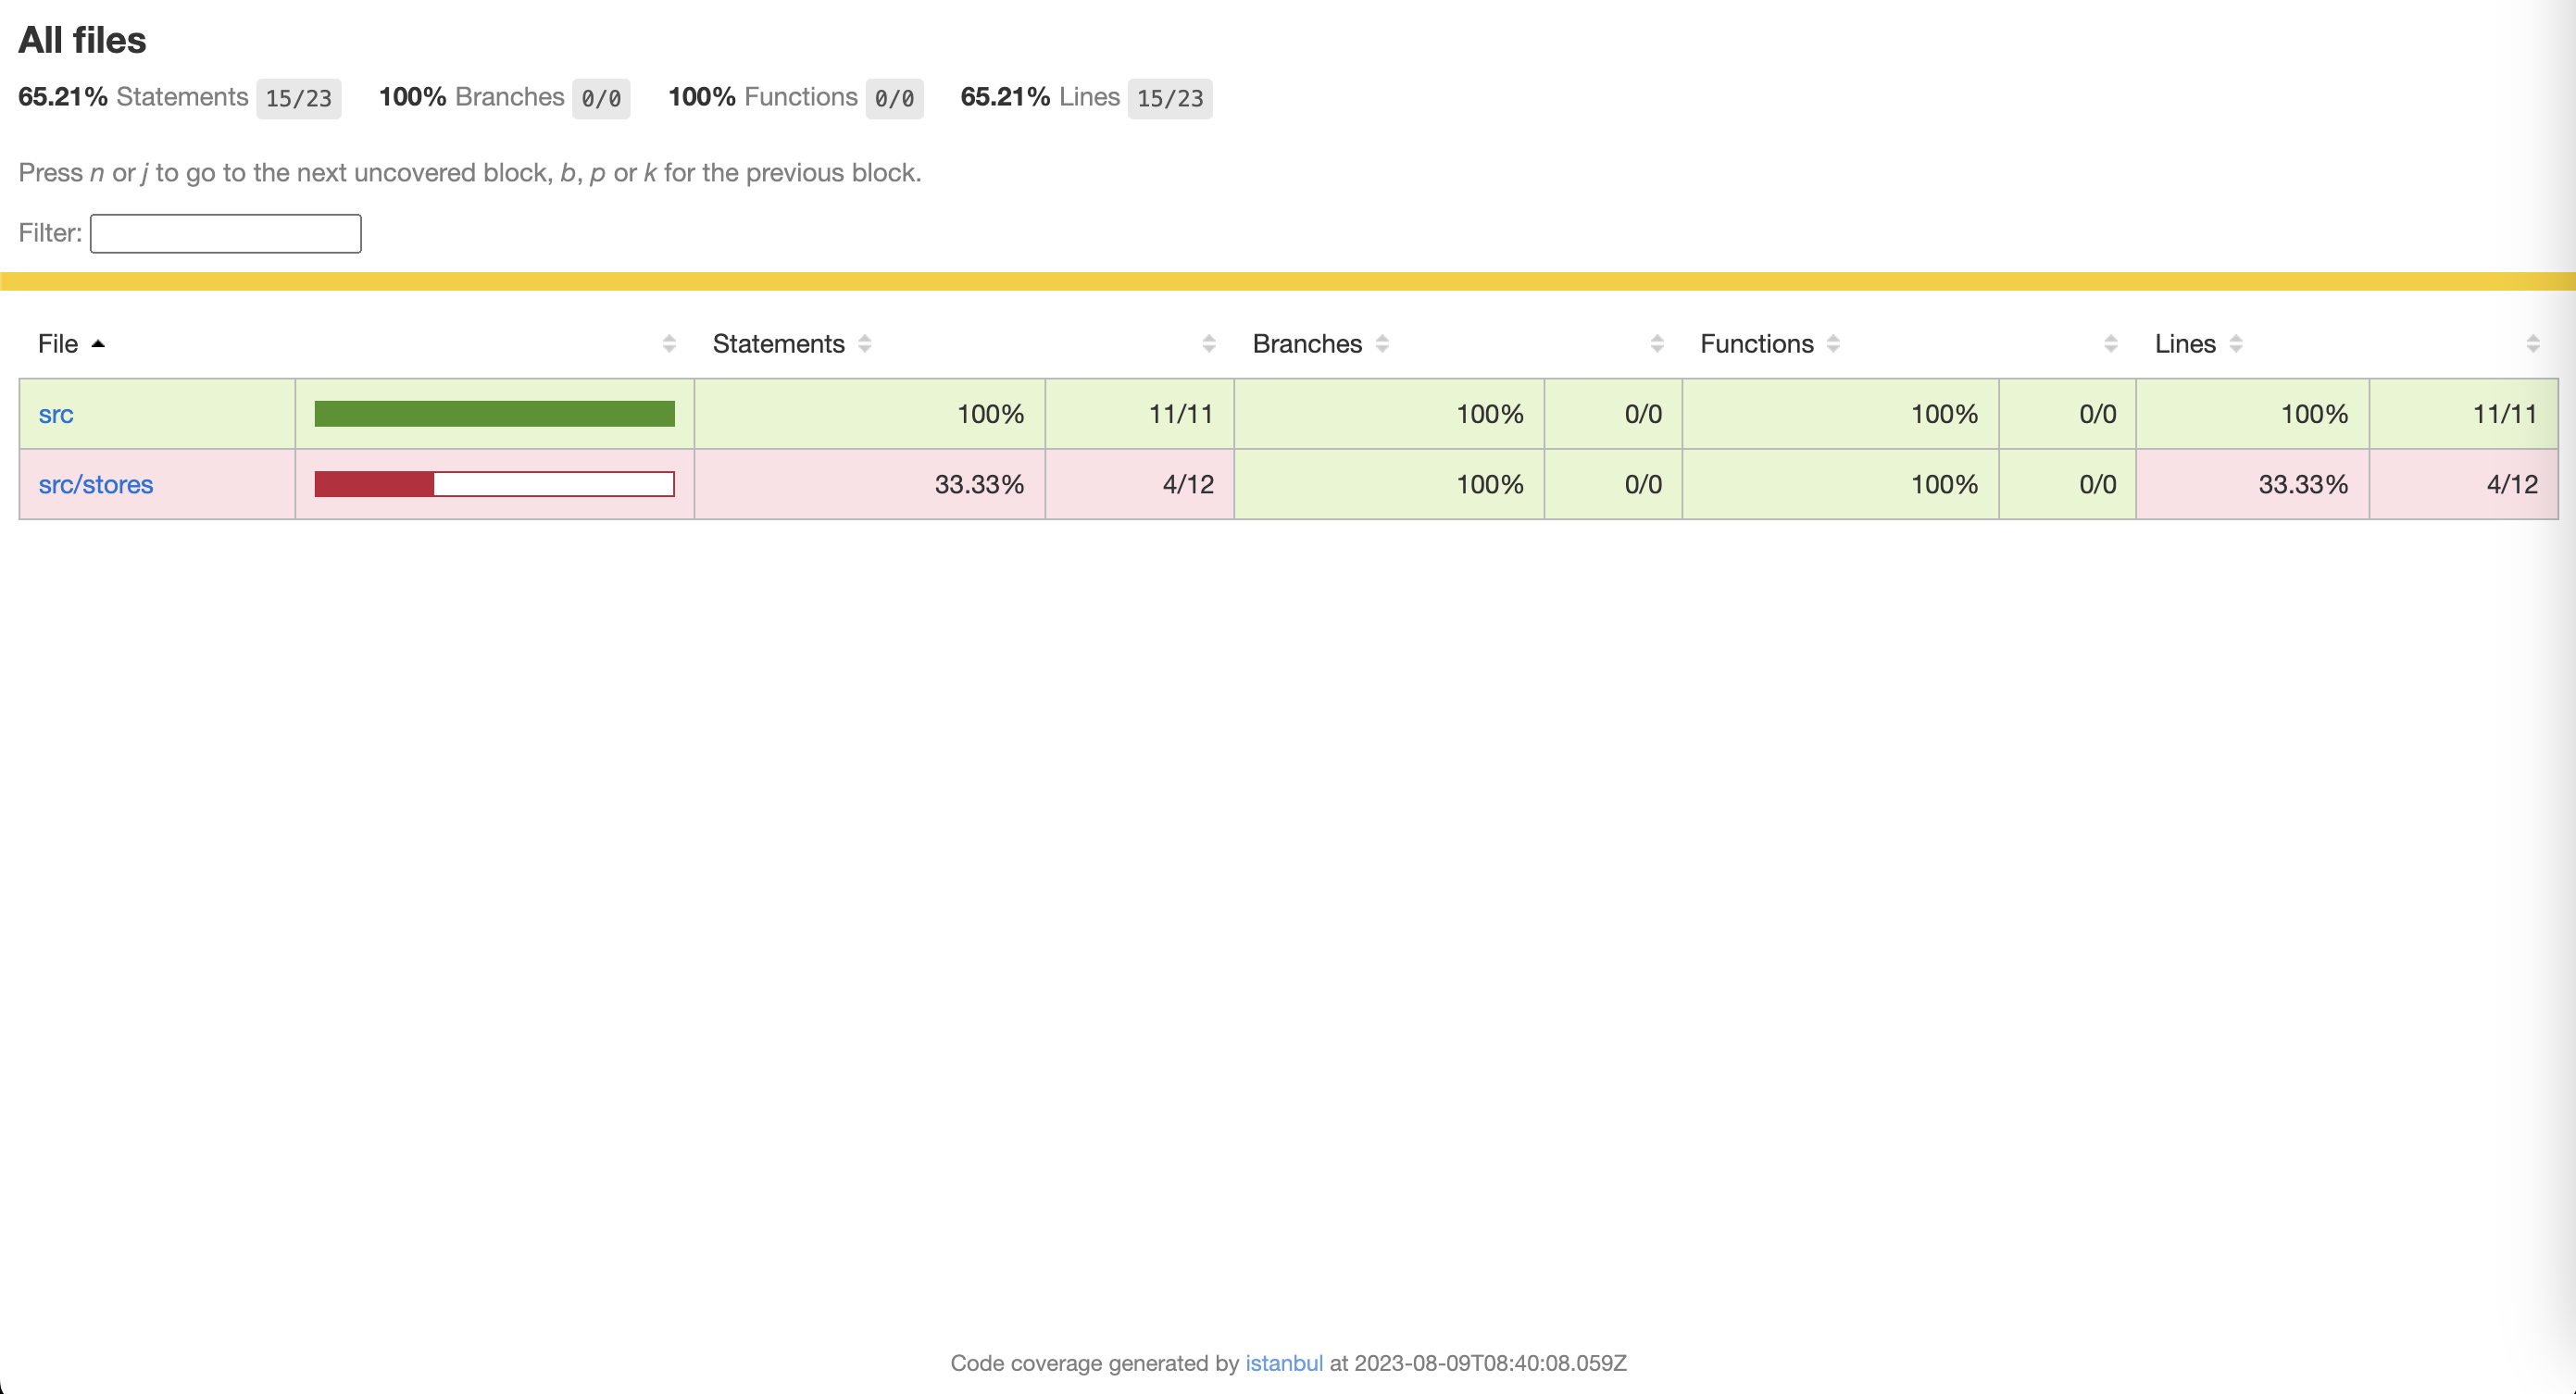 All files
65.21% Statements 15/23 100% Branches 0/0 100% Functions 0/0 65.21% Lines 15/23
Press n or j to go to the next uncovered block, b, p or k for the previous block.
Filter:
File Statements Branches Functions Lines
src 100% 11/11 100% 0/0 100% 0/0 100% 11/11
src/stores 33.33% 4/12 100% 0/0 100% 0/0 33.33% 4/12
Code coverage generated by istanbul at 2023-08-09T08:40:08.059Z